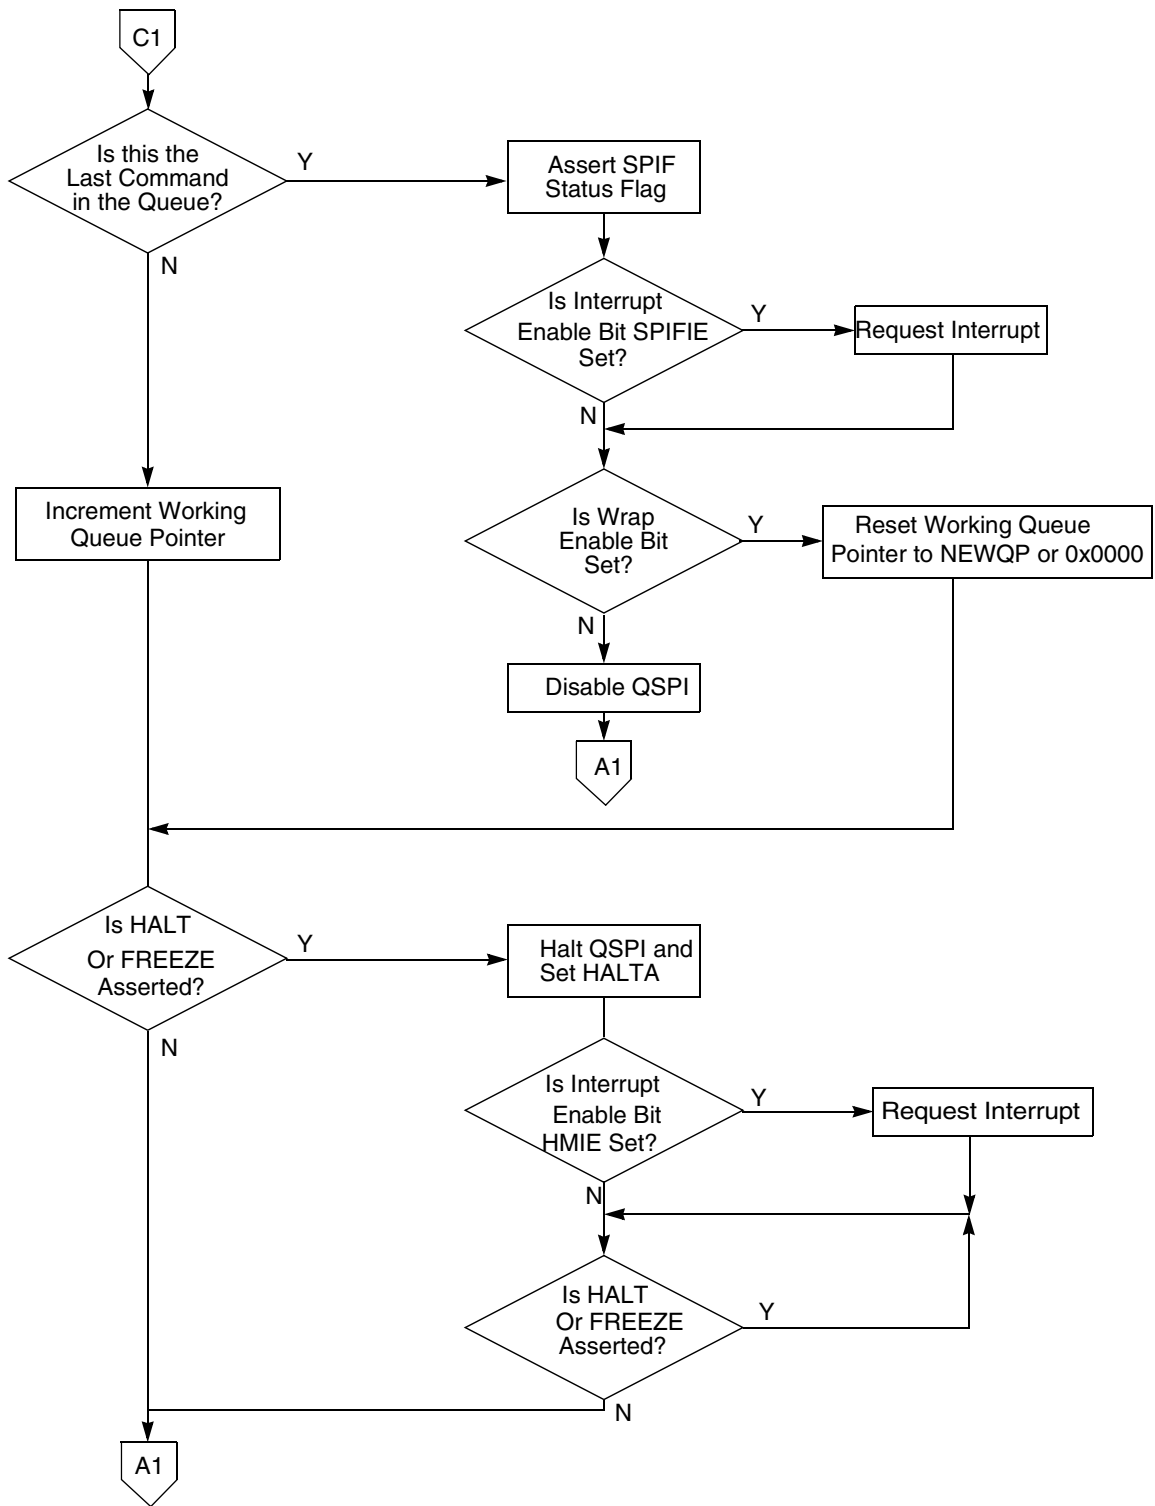 C1
Is this the
Last Command
in the Queue?
Y
N
Assert SPIF
Status Flag
Is Interrupt
Enable Bit SPIFIE
Set?
Y
N
Request Interrupt
Increment Working
Queue Pointer
Is Wrap
Enable Bit
Set?
Y
N
Reset Working Queue
Pointer to NEWQP or 0x0000
Disable QSPI
A1
Is HALT
Or FREEZE
Asserted?
Y
N
Halt QSPI and
Set HALTA
Is Interrupt
Enable Bit
HMIE Set?
Y
N
Request Interrupt
Is HALT
Or FREEZE
Asserted?
Y
N
A1